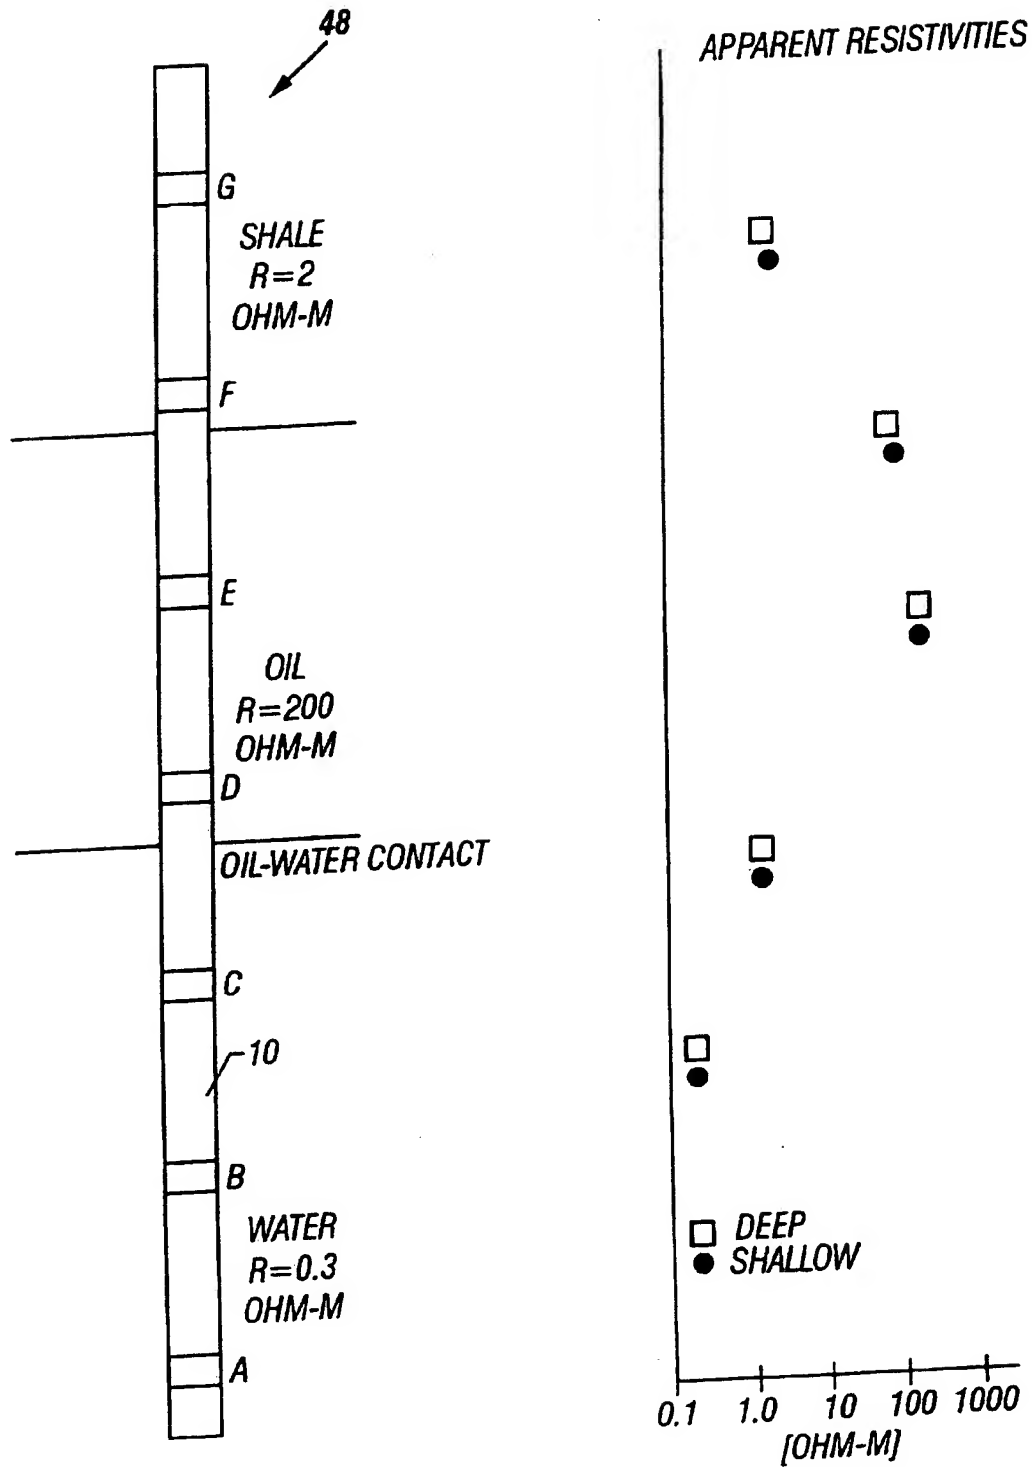 48
APPARENT RESISTIVITIES
G
SHALE
R=2
OHM-M
F
E
OIL
R=200
OHM-M
D
OIL-WATER CONTACT
C
10
B
WATER
R=0.3
OHM-M
A
DEEP
SHALLOW
0.1 1.0 10 100 1000
[OHM-M]